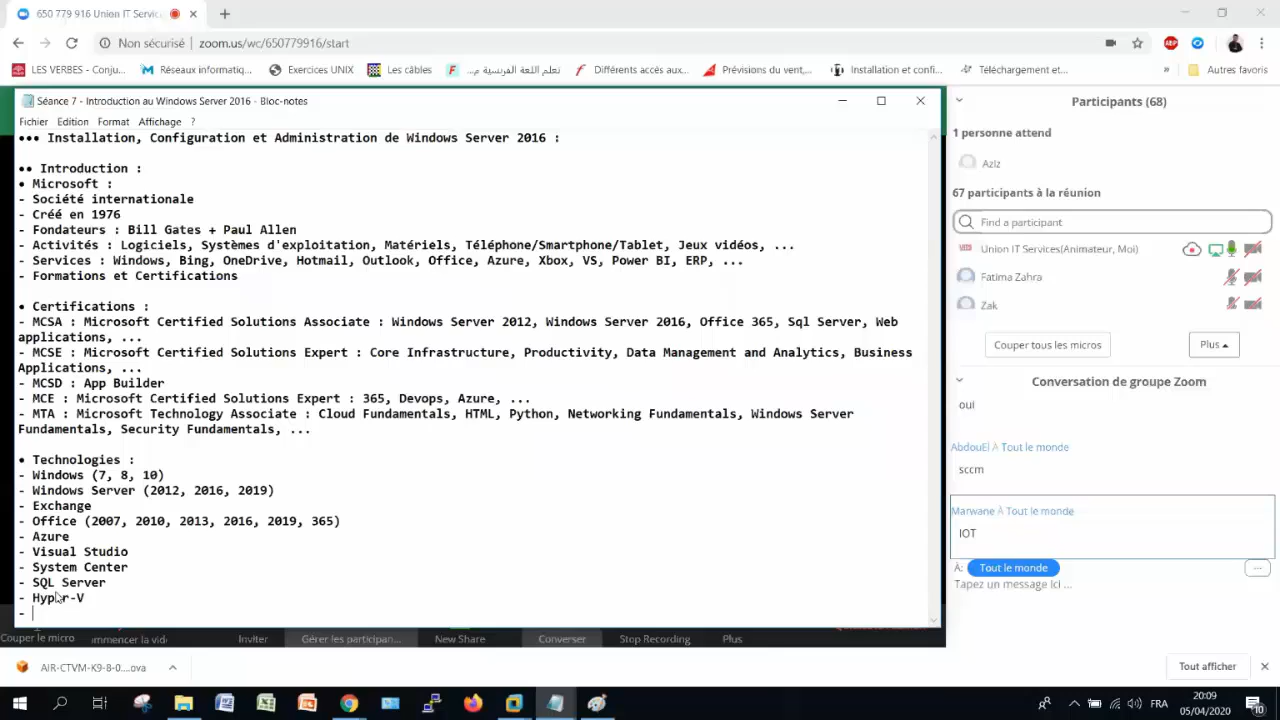 650 779 916 Union IT Servic
Non sécurisé | zoom.us/wc/650779916/start
LES VERBES - Conju...
Réseaux informatiq...
Exercices UNIX
Les câbles
تعلم اللغة الفرنسية م...
Différents accès aux...
Prévisions du vent,...
Installation et confi...
Téléchargement et...
»
Autres favoris
Séance 7 - Introduction au Windows Server 2016 - Bloc-notes
Fichier Edition Format Affichage ?
••• Installation, Configuration et Administration de Windows Server 2016 :
•• Introduction :
• Microsoft :
- Société internationale
- Créé en 1976
- Fondateurs : Bill Gates + Paul Allen
- Activités : Logiciels, Systèmes d'exploitation, Matériels, Téléphone/Smartphone/Tablet, Jeux vidéos, ...
- Services : Windows, Bing, OneDrive, Hotmail, Outlook, Office, Azure, Xbox, VS, Power BI, ERP, ...
- Formations et Certifications
• Certifications :
- MCSA : Microsoft Certified Solutions Associate : Windows Server 2012, Windows Server 2016, Office 365, Sql Server, Web
applications, ...
- MCSE : Microsoft Certified Solutions Expert : Core Infrastructure, Productivity, Data Management and Analytics, Business
Applications, ...
- MCSD : App Builder
- MCE : Microsoft Certified Solutions Expert : 365, Devops, Azure, ...
- MTA : Microsoft Technology Associate : Cloud Fundamentals, HTML, Python, Networking Fundamentals, Windows Server
Fundamentals, Security Fundamentals, ...
• Technologies :
- Windows (7, 8, 10)
- Windows Server (2012, 2016, 2019)
- Exchange
- Office (2007, 2010, 2013, 2016, 2019, 365)
- Azure
- Visual Studio
- System Center
- SQL Server
- Hyper-V
-
Participants (68)
1 personne attend
Aziz
67 participants à la réunion
Find a participant
Union IT Services(Animateur, Moi)
Fatima Zahra
Zak
Couper tous les micros
Plus
Conversation de groupe Zoom
oui
AbdouEl À Tout le monde
sccm
Marwane À Tout le monde
IOT
À: Tout le monde
...
Tapez un message ici ...
Couper le micro
ommencer la vid
Inviter
Gérer les participan...
New Share
Converser
Stop Recording
Plus
AIR-CTVM-K9-8-0....ova
Tout afficher
FRA
20:09
05/04/2020
10